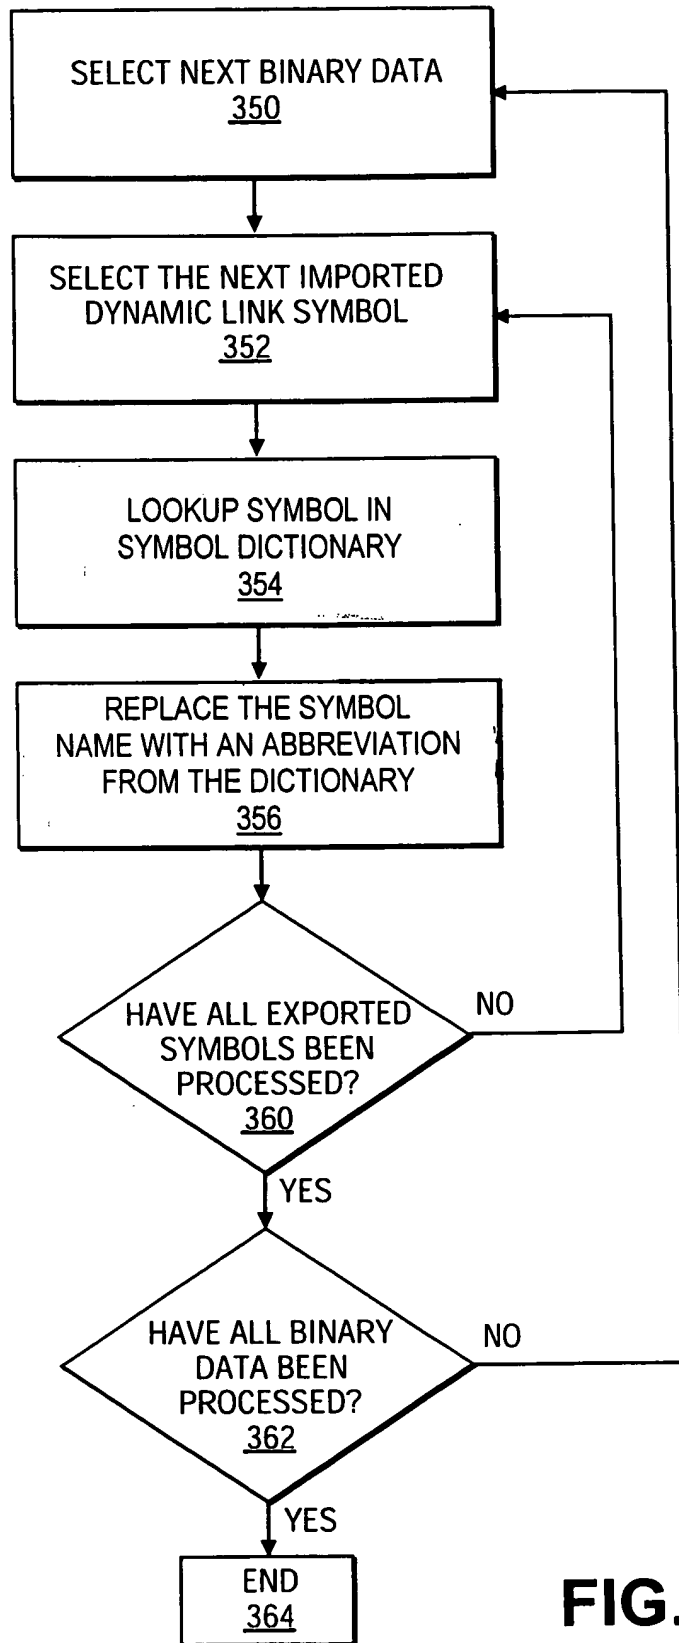 SELECT NEXT BINARY DATA
350
SELECT THE NEXT IMPORTED
DYNAMIC LINK SYMBOL
352
LOOKUP SYMBOL IN
SYMBOL DICTIONARY
354
REPLACE THE SYMBOL
NAME WITH AN ABBREVIATION
FROM THE DICTIONARY
356
HAVE ALL EXPORTED
SYMBOLS BEEN
PROCESSED?
360
NO
YES
HAVE ALL BINARY
DATA BEEN
PROCESSED?
362
NO
YES
END
364
FIG.